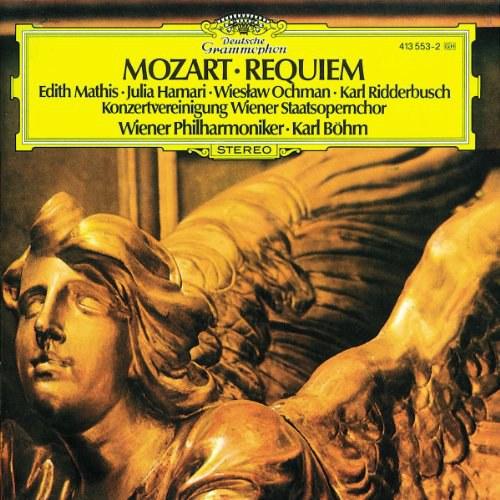 Deutsche
Grammophon
413 553-2 GH
MOZART · REQUIEM
Edith Mathis · Julia Hamari · Wiesław Ochman · Karl Ridderbusch
Konzertvereinigung Wiener Staatsopernchor
Wiener Philharmoniker · Karl Böhm
STEREO